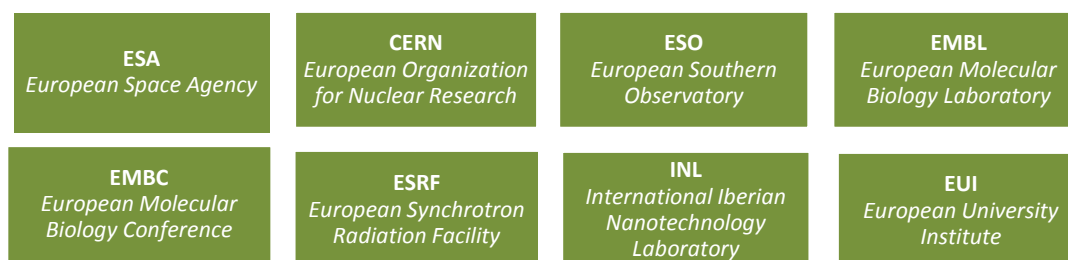 ESA
European Space Agency
CERN
European Organization
for Nuclear Research
ESO
European Southern
Observatory
EMBL
European Molecular
Biology Laboratory
EMBC
European Molecular
Biology Conference
ESRF
European Synchrotron
Radiation Facility
INL
International Iberian
Nanotechnology
Laboratory
EUI
European University
Institute